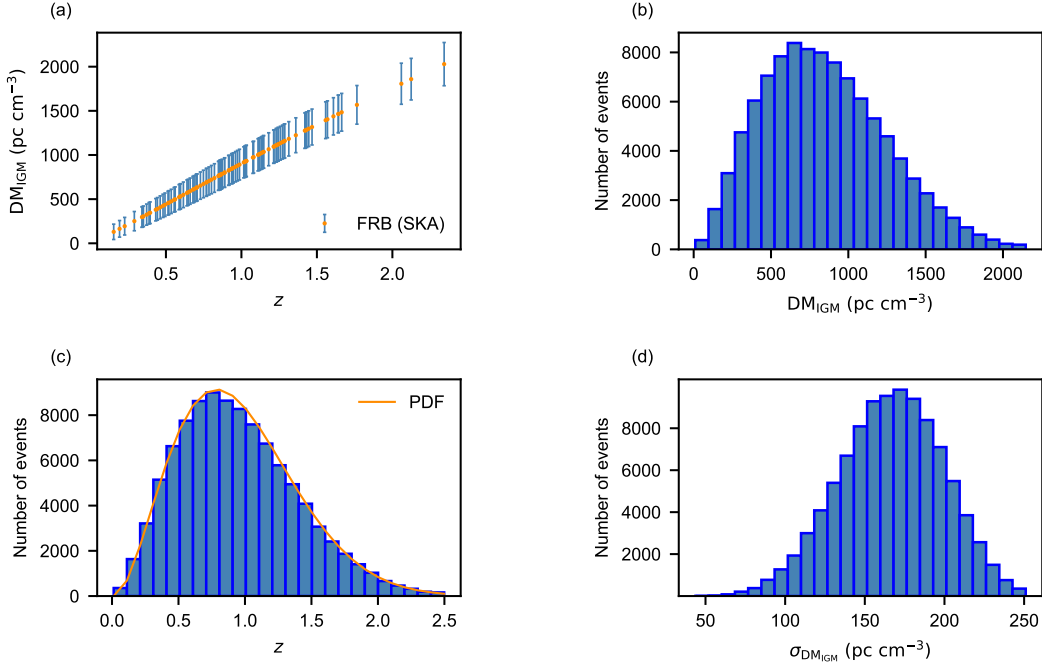 (a)
DM_IGM (pc cm⁻³)
2000
1500
1000
500
0
0.5 1.0 1.5 2.0
z
FRB (SKA)
(b)
Number of events
8000
6000
4000
2000
0
0 500 1000 1500 2000
DM_IGM (pc cm⁻³)
(c)
Number of events
8000
6000
4000
2000
0
0.0 0.5 1.0 1.5 2.0 2.5
z
PDF
(d)
Number of events
8000
6000
4000
2000
50 100 150 200 250
σ_DM_IGM (pc cm⁻³)